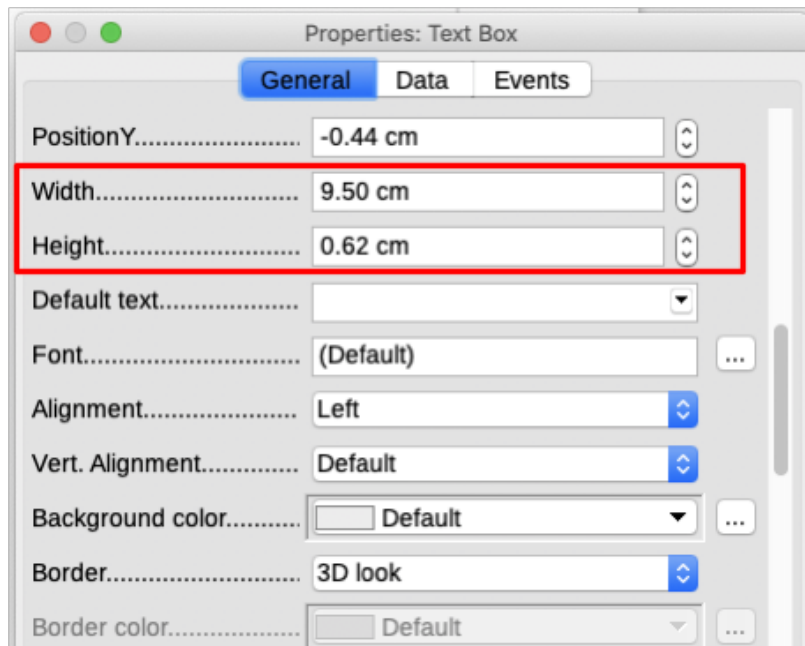 Properties: Text Box
General Data Events
PositionY........................ -0.44 cm
Width............................. 9.50 cm
Height............................ 0.62 cm
Default text....................
Font............................... (Default) ...
Alignment...................... Left
Vert. Alignment.............. Default
Background color........... Default ...
Border............................ 3D look
Border color................... Default ...